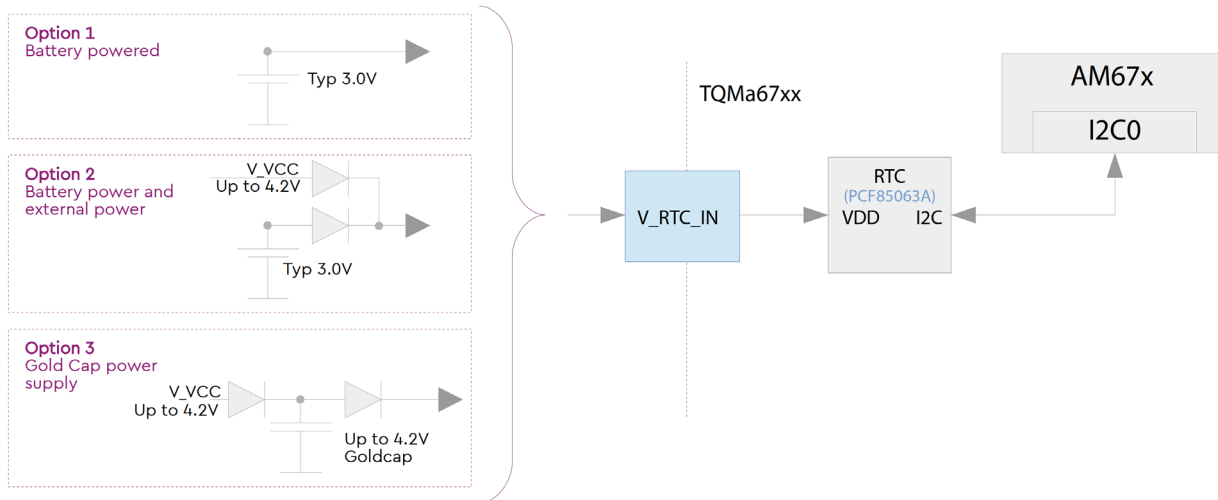 Option 1
Battery powered
Typ 3.0V
Option 2
Battery power and
external power
V_VCC
Up to 4.2V
Typ 3.0V
Option 3
Gold Cap power
supply
V_VCC
Up to 4.2V
Up to 4.2V
Goldcap
TQMa67xx
V_RTC_IN
RTC
(PCF85063A)
VDD I2C
AM67x
I2C0